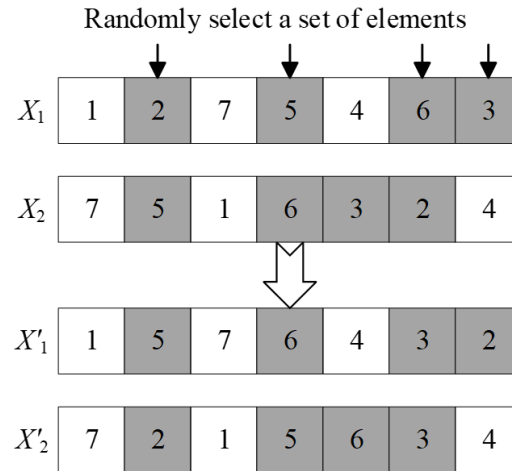 Randomly select a set of elements
X₁ 1 2 7 5 4 6 3
X₂ 7 5 1 6 3 2 4
X'₁ 1 5 7 6 4 3 2
X'₂ 7 2 1 5 6 3 4